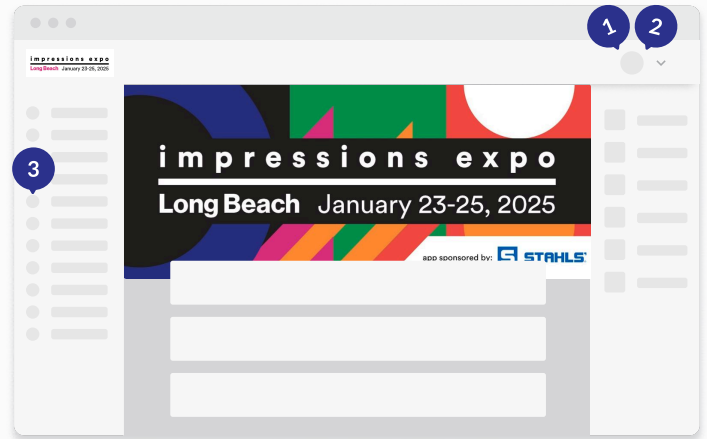 1 2
impressions expo
Long Beach January 23-25, 2025
3
impressions expo
Long Beach January 23-25, 2025
app sponsored by: S STAHLS'